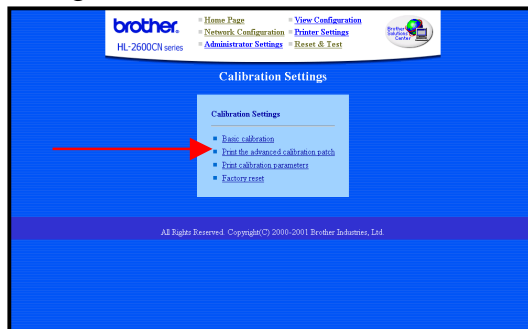 brother.
HL-2600CN series
Home Page
View Configuration
Network Configuration
Printer Settings
Administrator Settings
Reset & Test
Brother
Solutions
Center
Calibration Settings
Calibration Settings
Basic calibration
Print the advanced calibration patch
Print calibration parameters
Factory reset
All Rights Reserved. Copyright(C) 2000-2001 Brother Industries, Ltd.